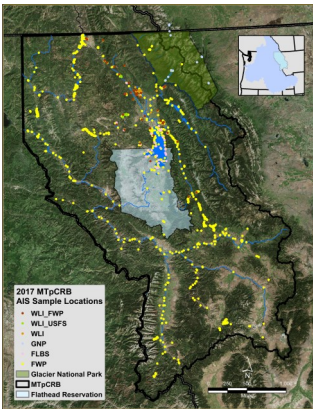 2017 MTpCRB
AIS Sample Locations
WLI_FWP
WLI_USFS
WLI
GNP
FLBS
FWP
Glacier National Park
MTpCRB
Flathead Reservation